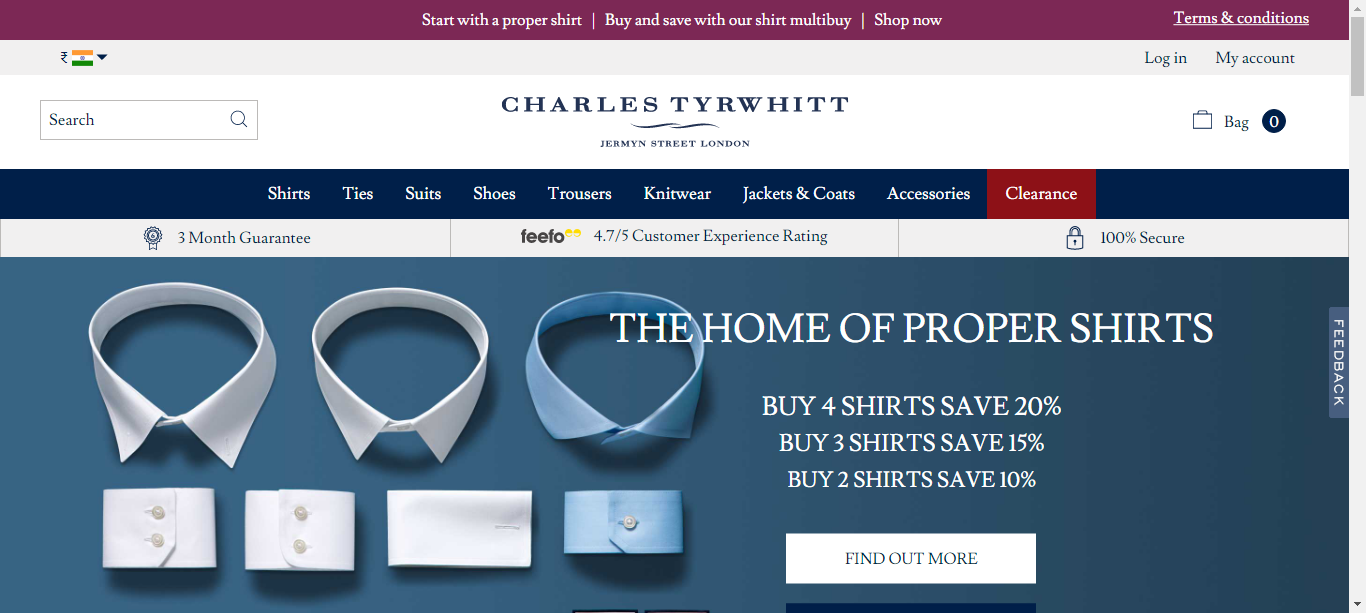 Start with a proper shirt | Buy and save with our shirt multibuy | Shop now
Terms & conditions
₹
Log in
My account
Search
CHARLES TYRWHITT
JERMYN STREET LONDON
Bag 0
Shirts Ties Suits Shoes Trousers Knitwear Jackets & Coats Accessories Clearance
3 Month Guarantee
feefo 4.7/5 Customer Experience Rating
100% Secure
THE HOME OF PROPER SHIRTS
BUY 4 SHIRTS SAVE 20%
BUY 3 SHIRTS SAVE 15%
BUY 2 SHIRTS SAVE 10%
FIND OUT MORE
FEEDBACK